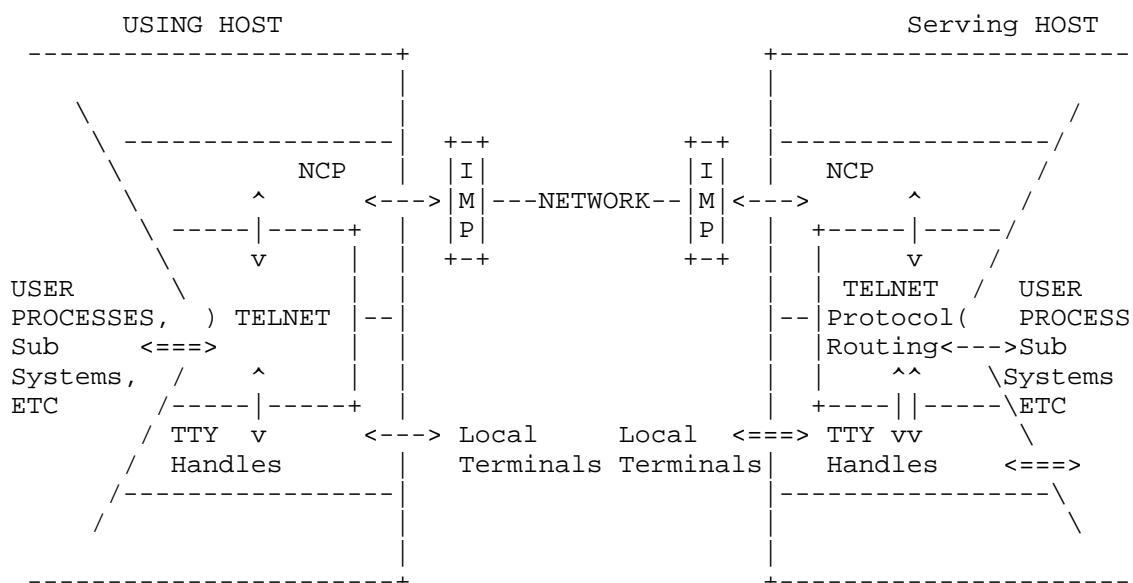 USING HOST Serving HOST
NCP I I NCP
<---> M ---NETWORK-- M <--->
P P
v v
USER TELNET USER
PROCESSES, ) TELNET Protocol( PROCESS
Sub <===> Routing<--->Sub
Systems, ^ ^^ Systems
ETC ETC
TTY v <---> Local Local <===> TTY vv
Handles Terminals Terminals Handles <===>